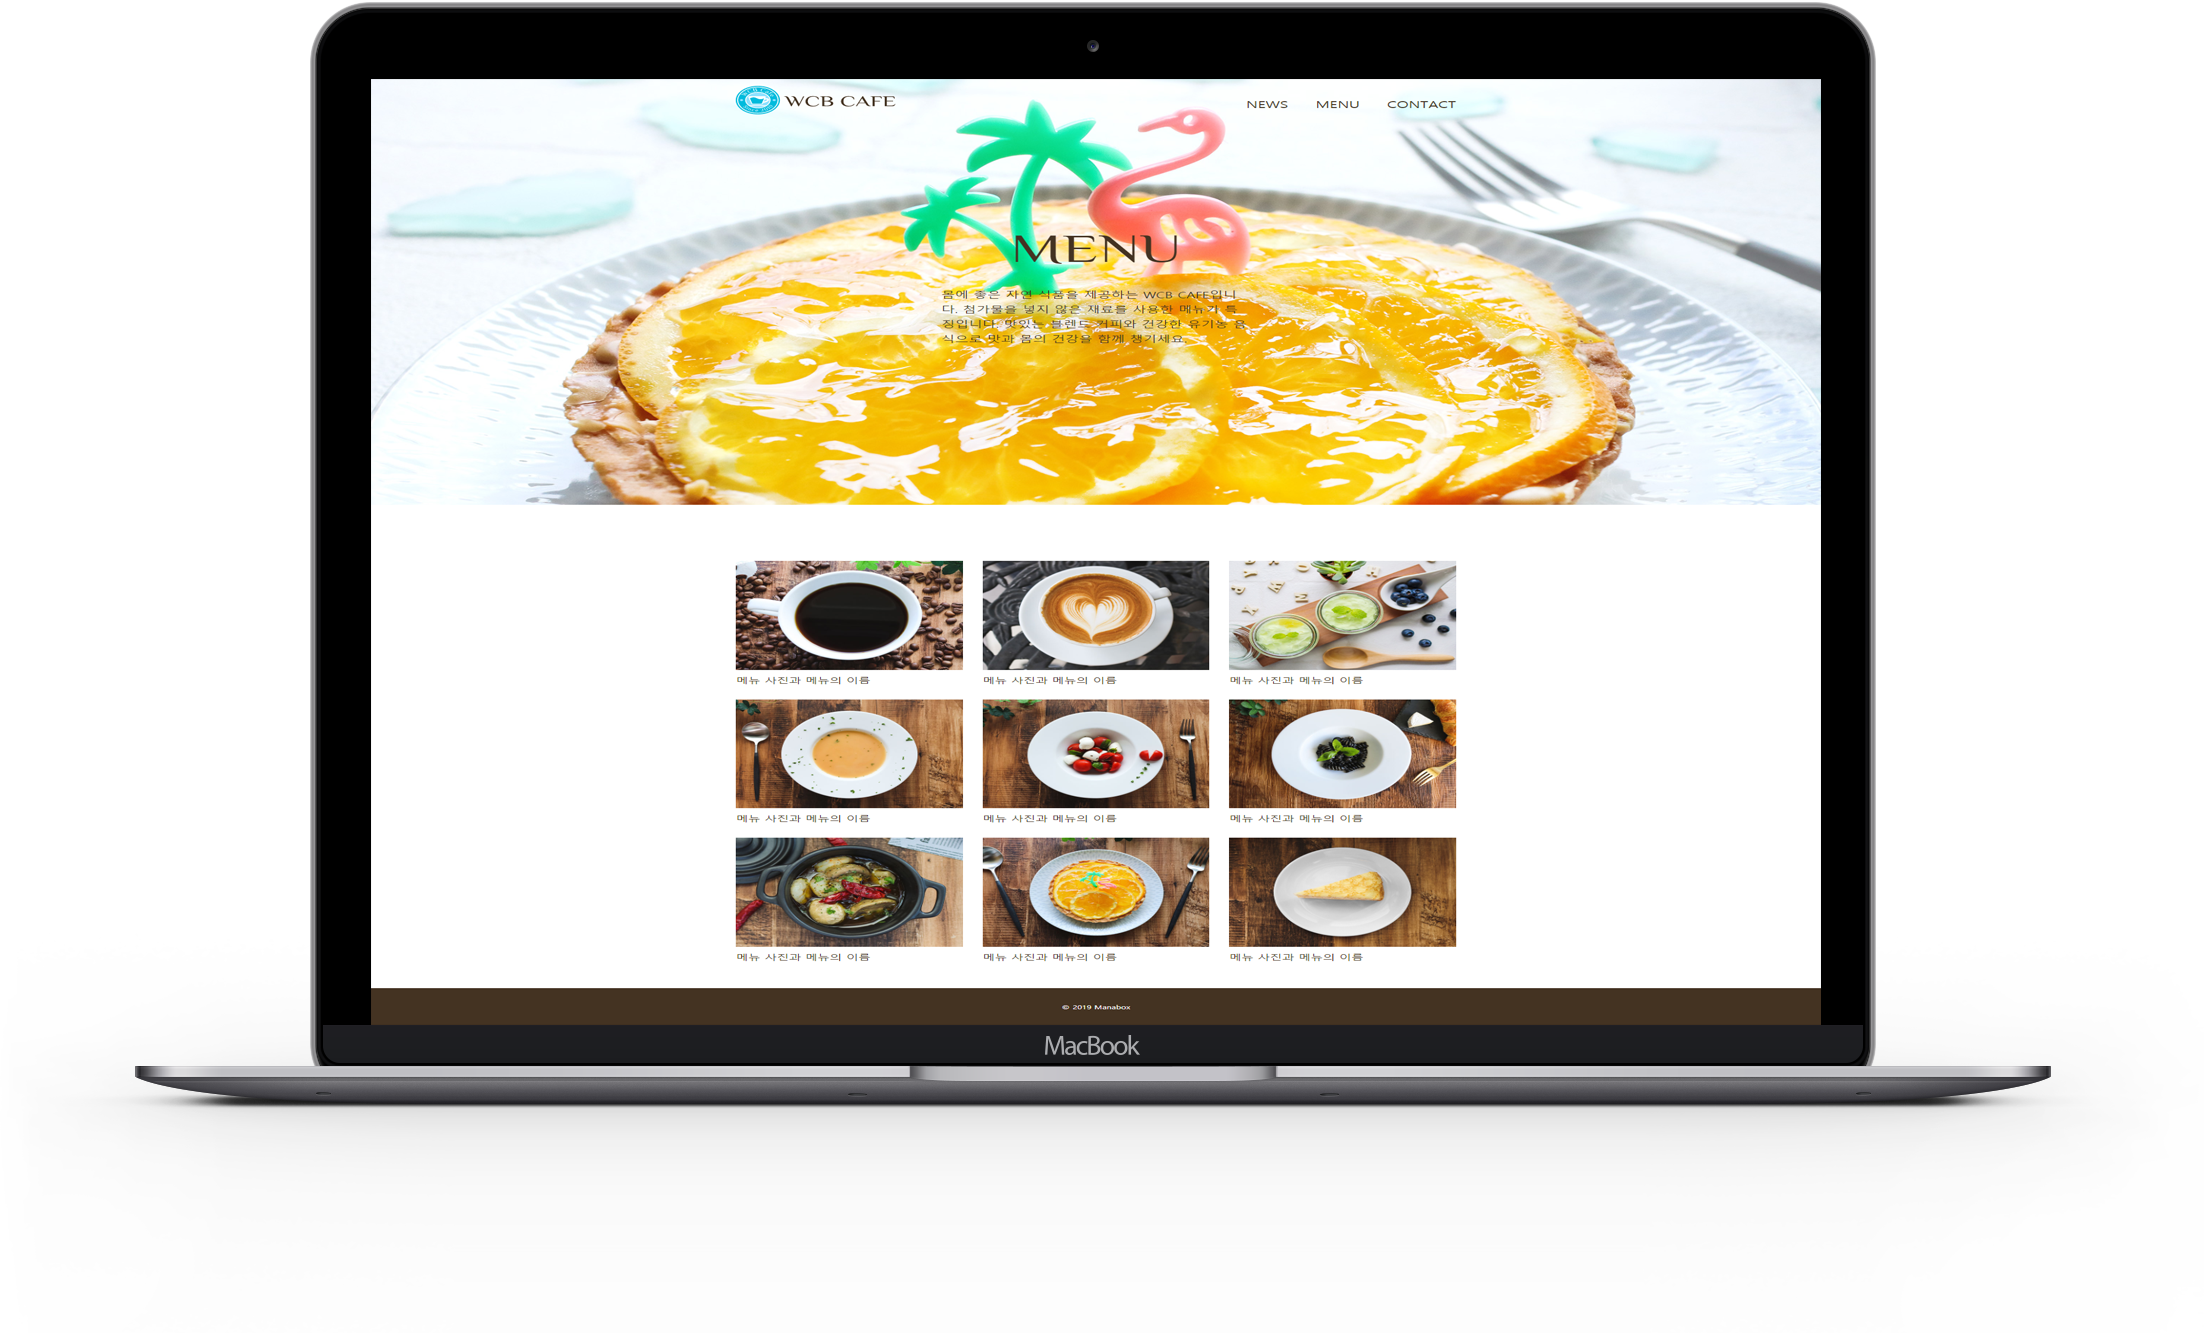 WCB CAFE
NEWS MENU CONTACT
MENU
몸에 좋은 자연 식품을 제공하는 WCB CAFE입니
다. 첨가물을 넣지 않은 재료를 사용한 메뉴가 특
징입니다. 맛있는 블렌드 커피와 건강한 유기농 음
식으로 맛과 몸의 건강을 함께 챙기세요.
메뉴 사진과 메뉴의 이름
메뉴 사진과 메뉴의 이름
메뉴 사진과 메뉴의 이름
메뉴 사진과 메뉴의 이름
메뉴 사진과 메뉴의 이름
메뉴 사진과 메뉴의 이름
메뉴 사진과 메뉴의 이름
메뉴 사진과 메뉴의 이름
메뉴 사진과 메뉴의 이름
© 2019 Manabox
MacBook